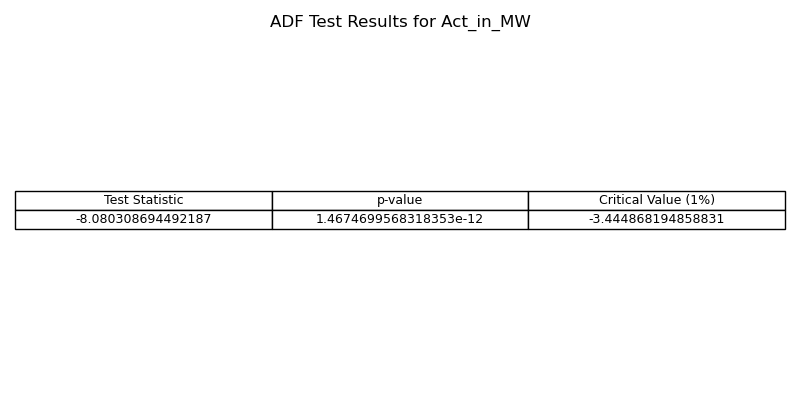 ADF Test Results for Act_in_MW
Test Statistic p-value Critical Value (1%)
-8.080308694492187 1.4674699568318353e-12 -3.444868194858831